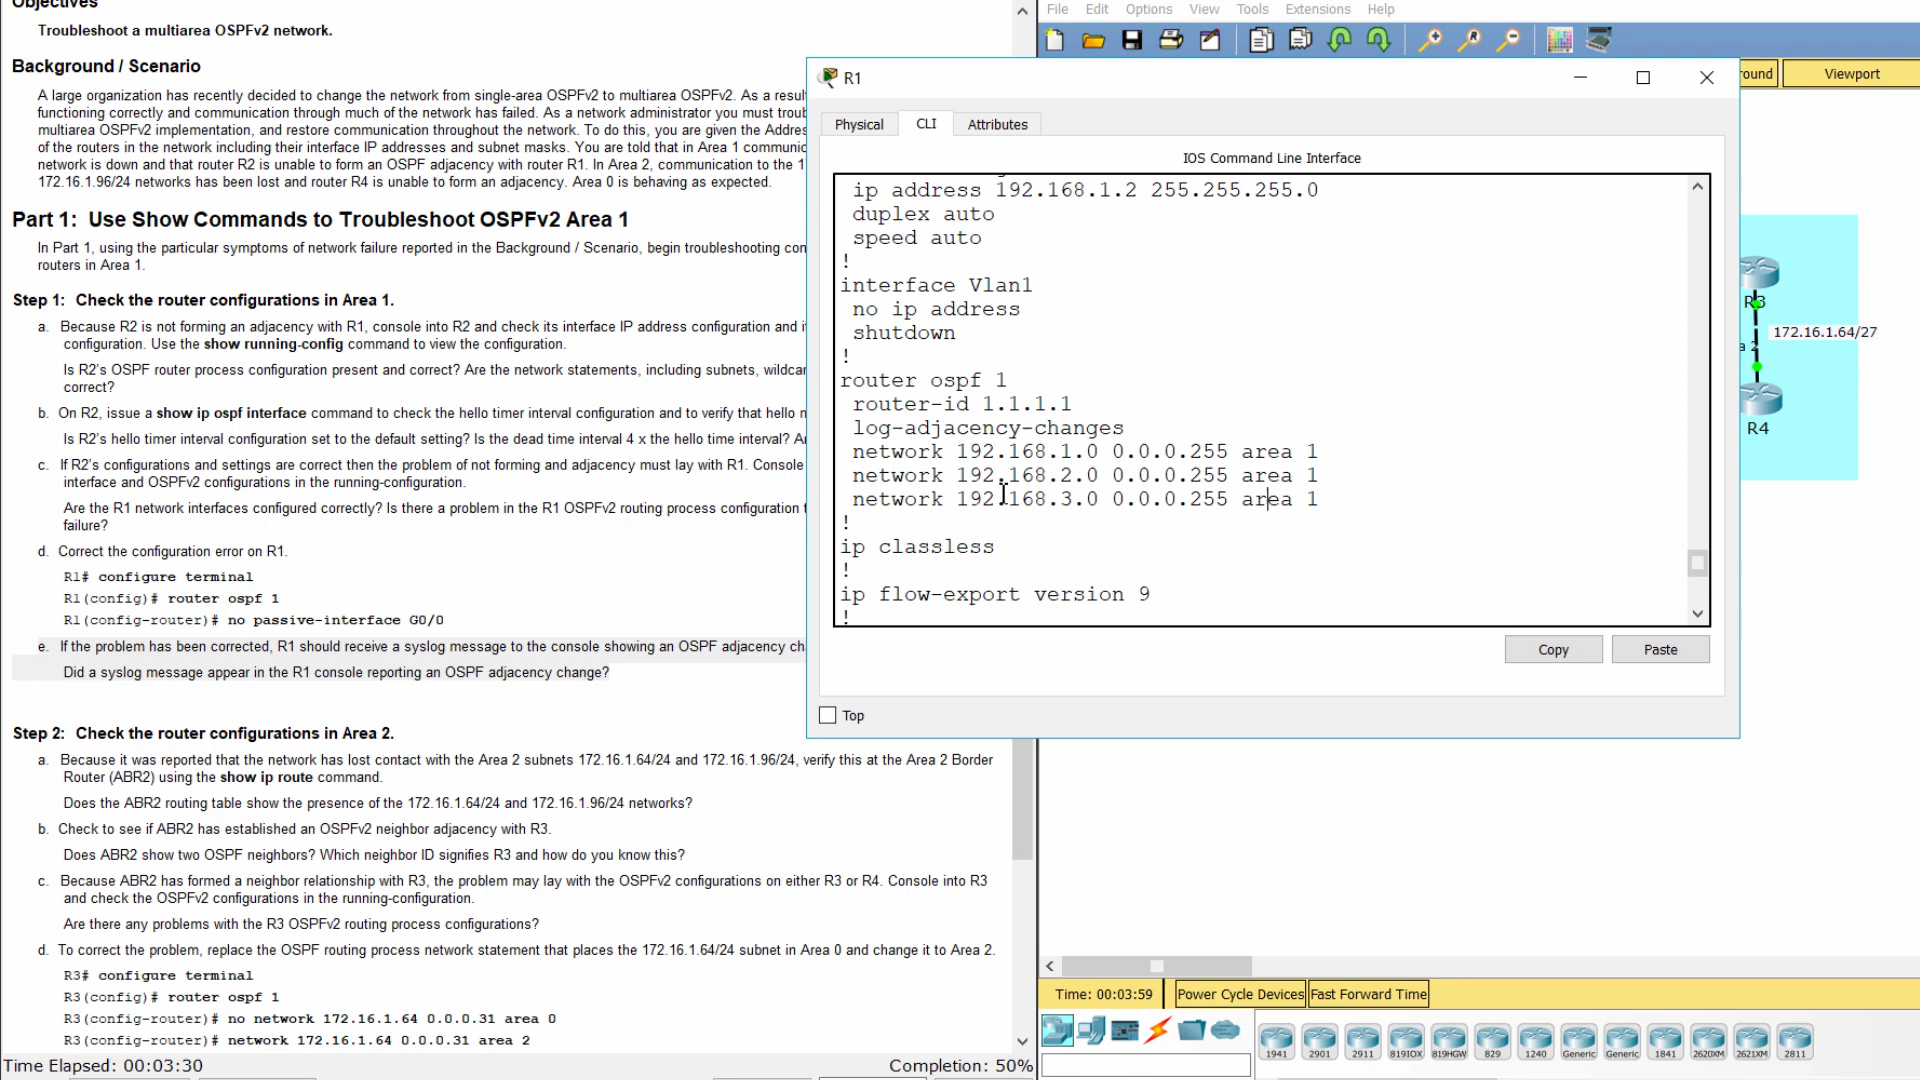 Objectives
Troubleshoot a multiarea OSPFv2 network.
Background / Scenario
A large organization has recently decided to change the network from single-area OSPFv2 to multiarea OSPFv2. As a resul
functioning correctly and communication through much of the network has failed. As a network administrator you must trou
multiarea OSPFv2 implementation, and restore communication throughout the network. To do this, you are given the Addres
of the routers in the network including their interface IP addresses and subnet masks. You are told that in Area 1 communic
network is down and that router R2 is unable to form an OSPF adjacency with router R1. In Area 2, communication to the 1
172.16.1.96/24 networks has been lost and router R4 is unable to form an adjacency. Area 0 is behaving as expected.
Part 1: Use Show Commands to Troubleshoot OSPFv2 Area 1
In Part 1, using the particular symptoms of network failure reported in the Background / Scenario, begin troubleshooting con
routers in Area 1.
Step 1: Check the router configurations in Area 1.
a. Because R2 is not forming an adjacency with R1, console into R2 and check its interface IP address configuration and i
configuration. Use the show running-config command to view the configuration.
Is R2's OSPF router process configuration present and correct? Are the network statements, including subnets, wildcar
correct?
b. On R2, issue a show ip ospf interface command to check the hello timer interval configuration and to verify that hello m
Is R2's hello timer interval configuration set to the default setting? Is the dead time interval 4 x the hello time interval? A
c. If R2's configurations and settings are correct then the problem of not forming and adjacency must lay with R1. Console
interface and OSPFv2 configurations in the running-configuration.
Are the R1 network interfaces configured correctly? Is there a problem in the R1 OSPFv2 routing process configuration t
failure?
d. Correct the configuration error on R1.
R1# configure terminal
R1(config)# router ospf 1
R1(config-router)# no passive-interface G0/0
e. If the problem has been corrected, R1 should receive a syslog message to the console showing an OSPF adjacency ch
Did a syslog message appear in the R1 console reporting an OSPF adjacency change?
Step 2: Check the router configurations in Area 2.
a. Because it was reported that the network has lost contact with the Area 2 subnets 172.16.1.64/24 and 172.16.1.96/24, verify this at the Area 2 Border
Router (ABR2) using the show ip route command.
Does the ABR2 routing table show the presence of the 172.16.1.64/24 and 172.16.1.96/24 networks?
b. Check to see if ABR2 has established an OSPFv2 neighbor adjacency with R3.
Does ABR2 show two OSPF neighbors? Which neighbor ID signifies R3 and how do you know this?
c. Because ABR2 has formed a neighbor relationship with R3, the problem may lay with the OSPFv2 configurations on either R3 or R4. Console into R3
and check the OSPFv2 configurations in the running-configuration.
Are there any problems with the R3 OSPFv2 routing process configurations?
d. To correct the problem, replace the OSPF routing process network statement that places the 172.16.1.64/24 subnet in Area 0 and change it to Area 2.
R3# configure terminal
R3(config)# router ospf 1
R3(config-router)# no network 172.16.1.64 0.0.0.31 area 0
R3(config-router)# network 172.16.1.64 0.0.0.31 area 2
Time Elapsed: 00:03:30
Completion: 50%
File Edit Options View Tools Extensions Help
ound
Viewport
R1
Physical CLI Attributes
IOS Command Line Interface
ip address 192.168.1.2 255.255.255.0
duplex auto
speed auto
!
interface Vlan1
no ip address
shutdown
!
router ospf 1
router-id 1.1.1.1
log-adjacency-changes
network 192.168.1.0 0.0.0.255 area 1
network 192.168.2.0 0.0.0.255 area 1
network 192.168.3.0 0.0.0.255 area 1
!
ip classless
!
ip flow-export version 9
!
Copy
Paste
Top
R3
172.16.1.64/27
a 2
R4
Time: 00:03:59
Power Cycle Devices
Fast Forward Time
1941 2901 2911 819IOX 819HGW 829 1240 Generic Generic 1841 2620XM 2621XM 2811